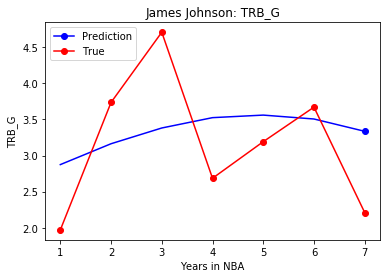 James Johnson: TRB_G
Prediction
True
TRB_G
4.5
4.0
3.5
3.0
2.5
2.0
1 2 3 4 5 6 7
Years in NBA